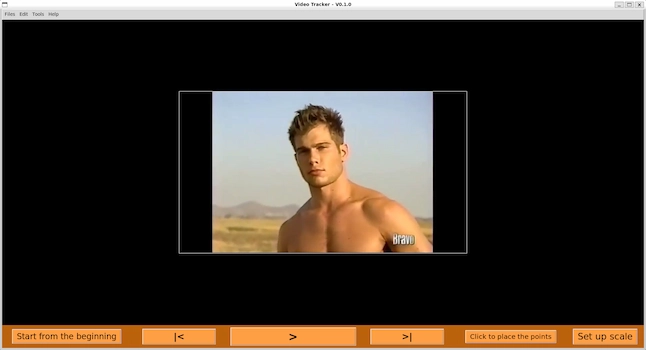 Video Tracker - V0.1.0
Files Edit Tools Help
Bravo
Start from the beginning
|<
>
>|
Click to place the points
Set up scale